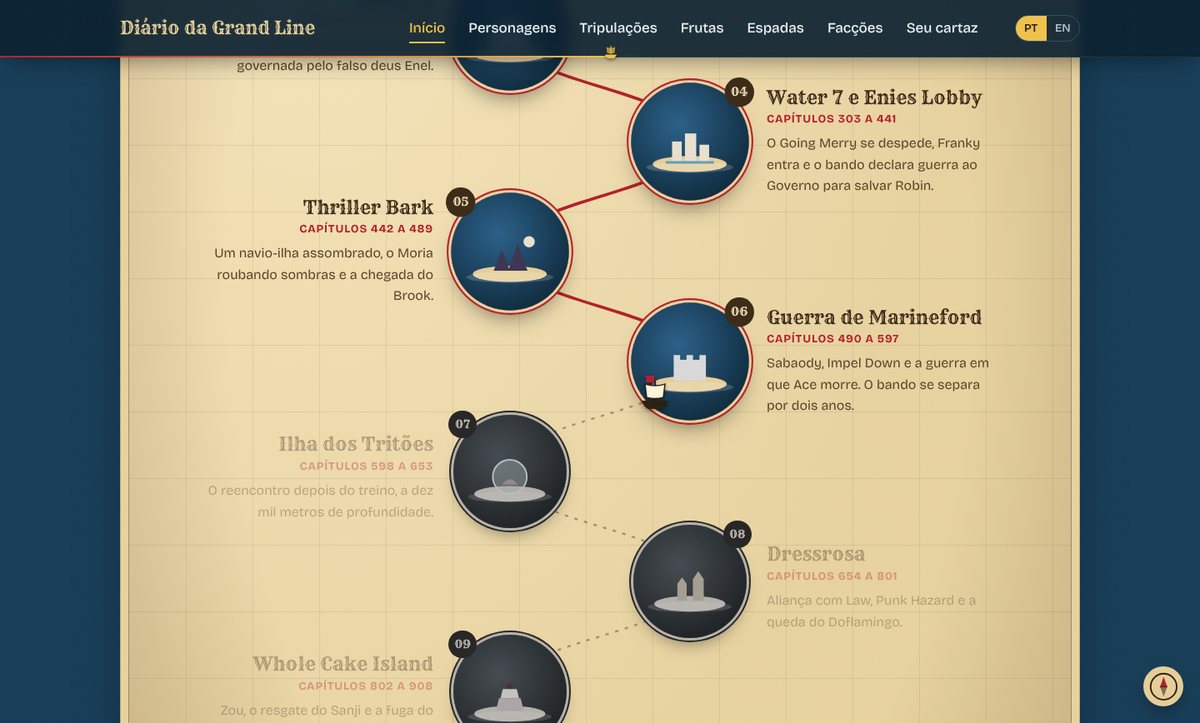 Diário da Grand Line
Início Personagens Tripulações Frutas Espadas Facções Seu cartaz PT EN
governada pelo falso deus Enel.
04
Water 7 e Enies Lobby
CAPÍTULOS 303 A 441
O Going Merry se despede, Franky
entra e o bando declara guerra ao
Governo para salvar Robin.
05
Thriller Bark
CAPÍTULOS 442 A 489
Um navio-ilha assombrado, o Moria
roubando sombras e a chegada do
Brook.
06
Guerra de Marineford
CAPÍTULOS 490 A 597
Sabaody, Impel Down e a guerra em
que Ace morre. O bando se separa
por dois anos.
07
Ilha dos Tritões
CAPÍTULOS 598 A 653
O reencontro depois do treino, a dez
mil metros de profundidade.
08
Dressrosa
CAPÍTULOS 654 A 801
Aliança com Law, Punk Hazard e a
queda do Doflamingo.
09
Whole Cake Island
CAPÍTULOS 802 A 908
Zou, o resgate do Sanji e a fuga do